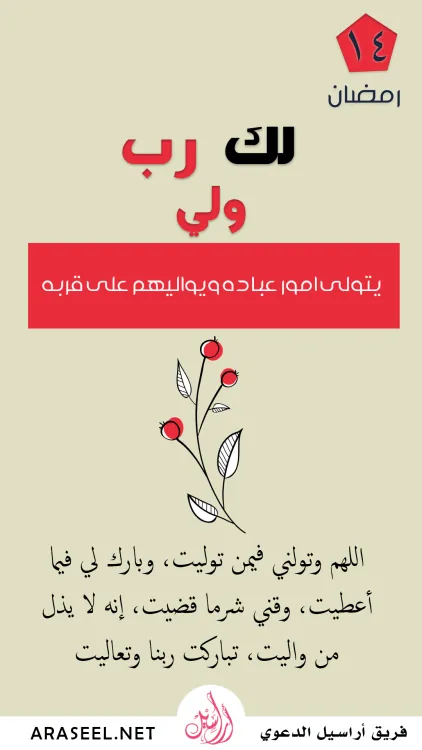 ١٤
رمضان
لك رب
ولي
يتولى امور عباده ويواليهم على قربه
اللهم وتولني فيمن توليت، وبارك لي فيما
أعطيت، وقني شرما قضيت، إنه لا يذل
من واليت، تباركت ربنا وتعاليت
فريق أراسيل الدعوي
أراسيل
ARASEEL.NET